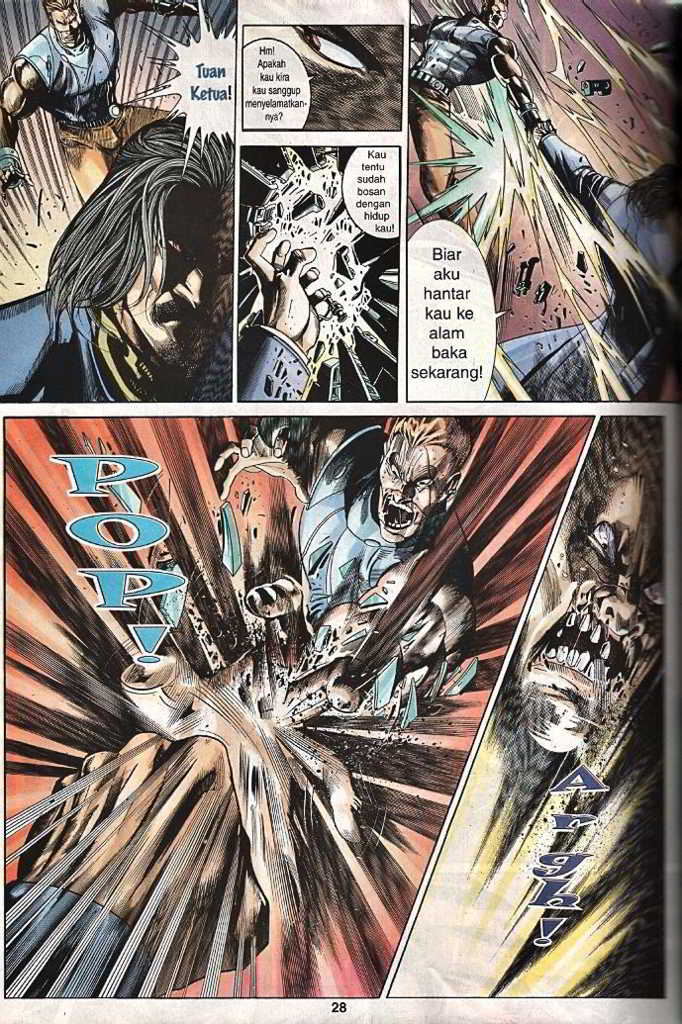 Tuan
Ketua!
Hm!
Apakah
kau kira
kau sanggup
menyelamatkan-
nya?
Kau
tentu
sudah
bosan
dengan
hidup
kau!
Biar
aku
hantar
kau ke
alam
baka
sekarang!
POP!
Argh!
28